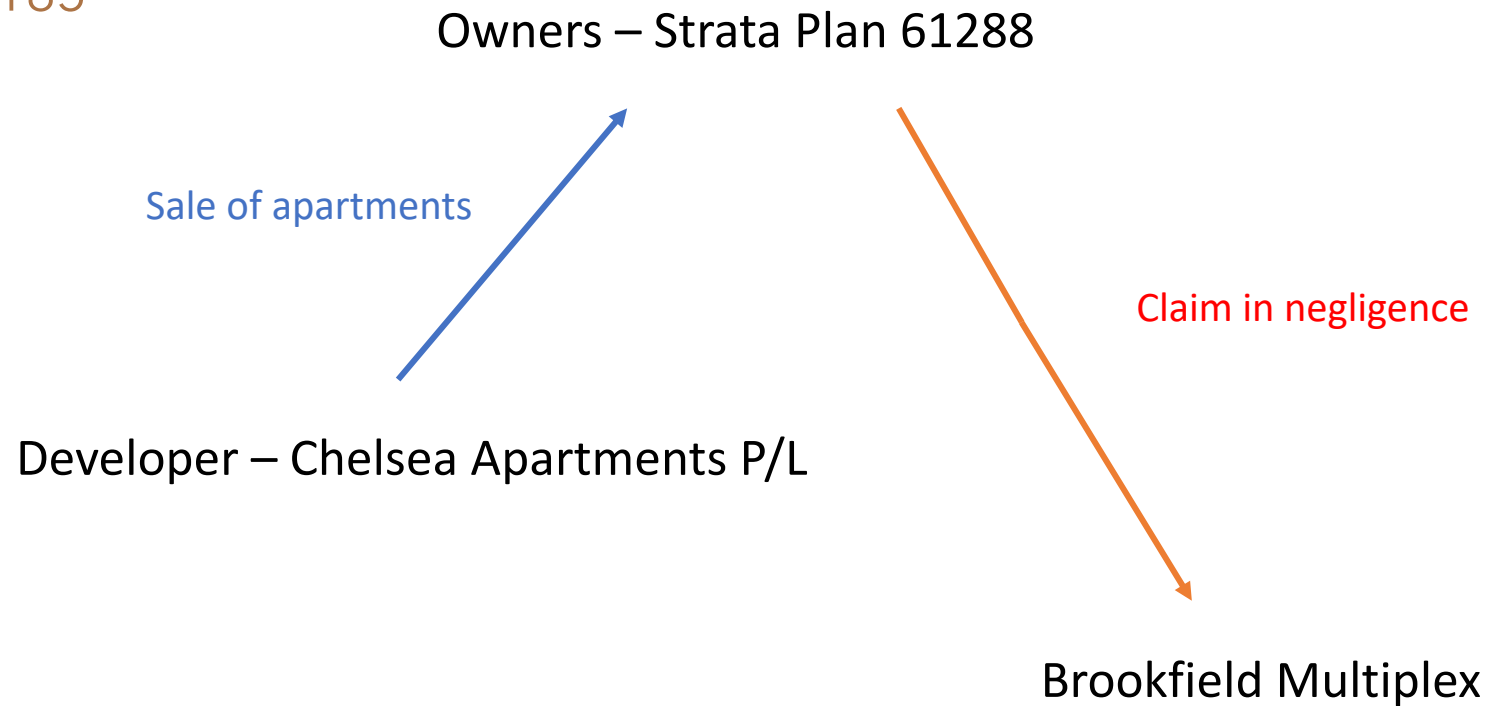 Owners – Strata Plan 61288
Sale of apartments
Claim in negligence
Developer – Chelsea Apartments P/L
Brookfield Multiplex